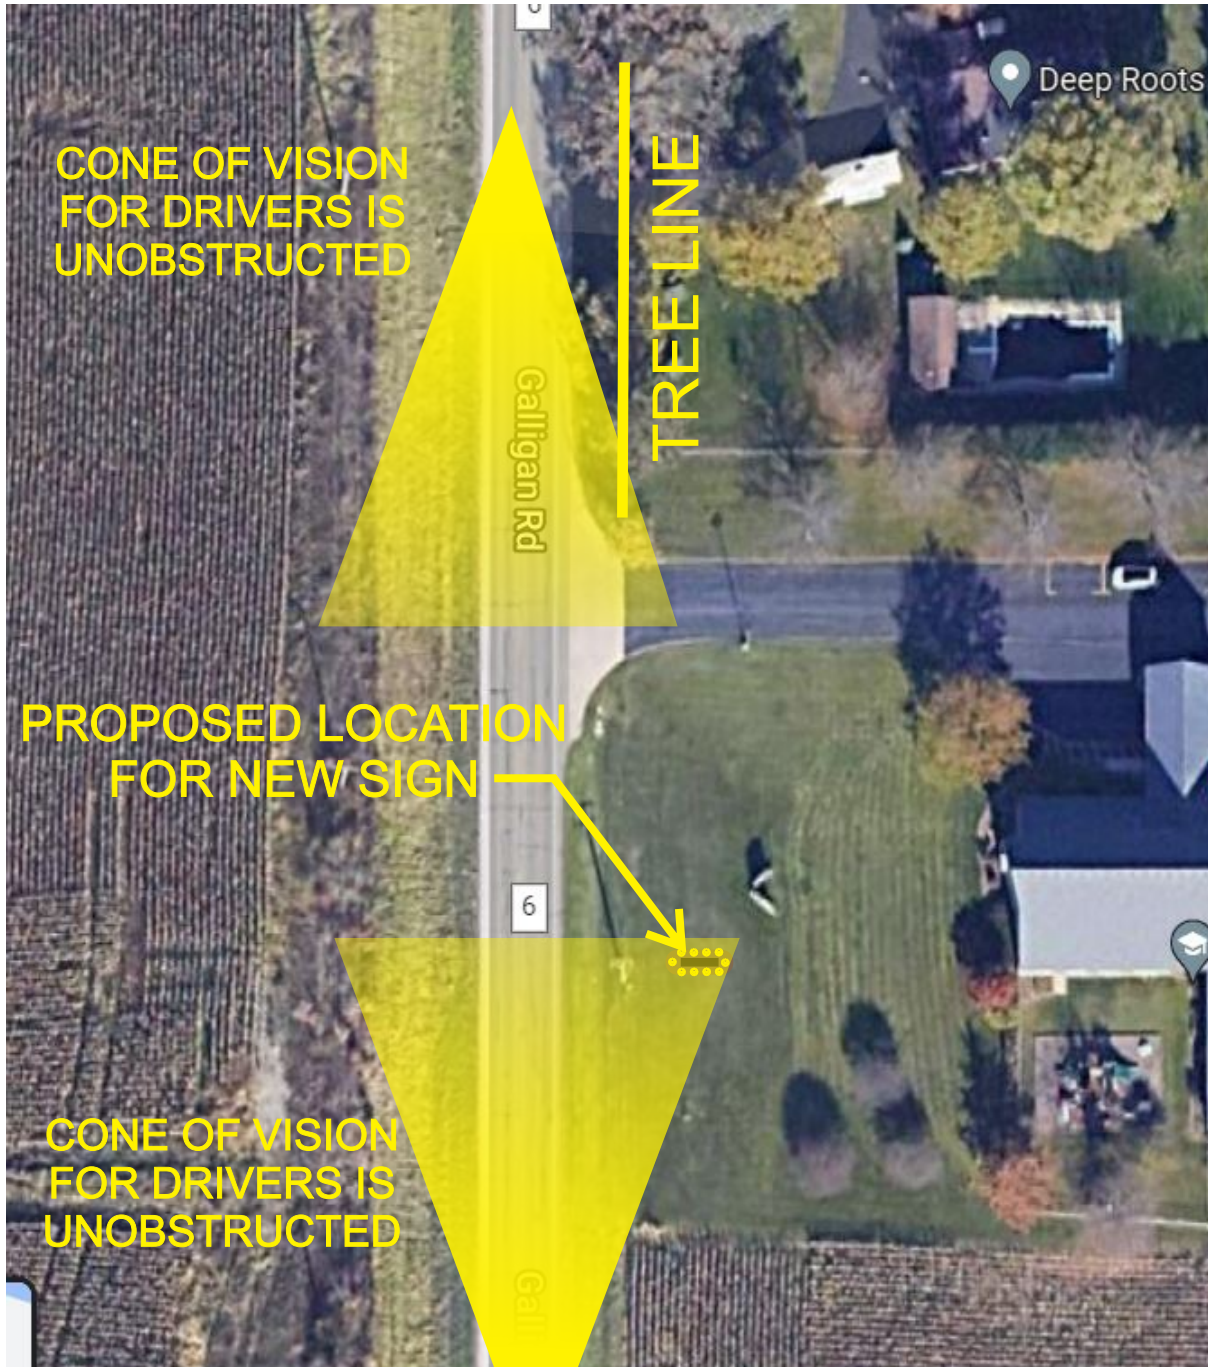 Deep Roots
CONE OF VISION
FOR DRIVERS IS
UNOBSTRUCTED
TREE LINE
Galligan Rd
PROPOSED LOCATION
FOR NEW SIGN
6
CONE OF VISION
FOR DRIVERS IS
UNOBSTRUCTED
Gall